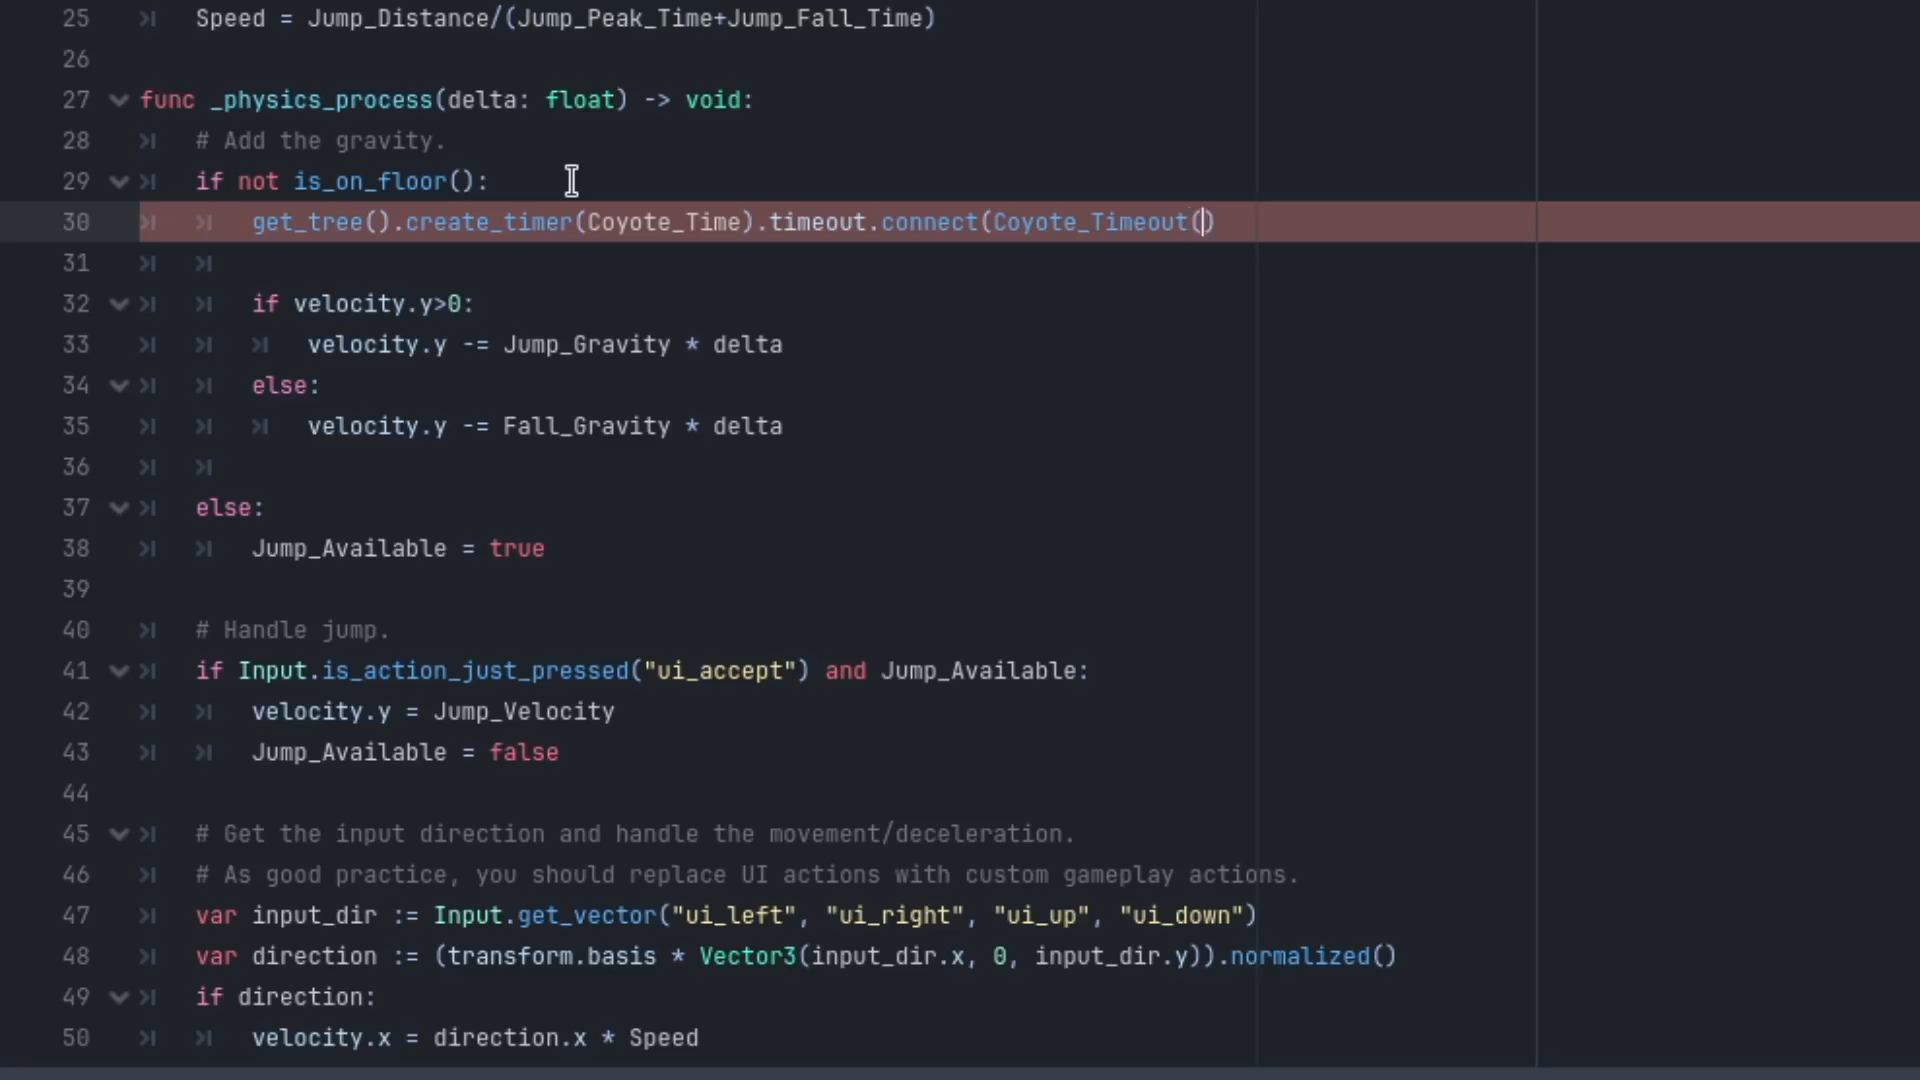 25 Speed = Jump_Distance/(Jump_Peak_Time+Jump_Fall_Time)
26
27 func _physics_process(delta: float) -> void:
28 # Add the gravity.
29 if not is_on_floor():
30 get_tree().create_timer(Coyote_Time).timeout.connect(Coyote_Timeout()
31
32 if velocity.y>0:
33 velocity.y -= Jump_Gravity * delta
34 else:
35 velocity.y -= Fall_Gravity * delta
36
37 else:
38 Jump_Available = true
39
40 # Handle jump.
41 if Input.is_action_just_pressed("ui_accept") and Jump_Available:
42 velocity.y = Jump_Velocity
43 Jump_Available = false
44
45 # Get the input direction and handle the movement/deceleration.
46 # As good practice, you should replace UI actions with custom gameplay actions.
47 var input_dir := Input.get_vector("ui_left", "ui_right", "ui_up", "ui_down")
48 var direction := (transform.basis * Vector3(input_dir.x, 0, input_dir.y)).normalized()
49 if direction:
50 velocity.x = direction.x * Speed